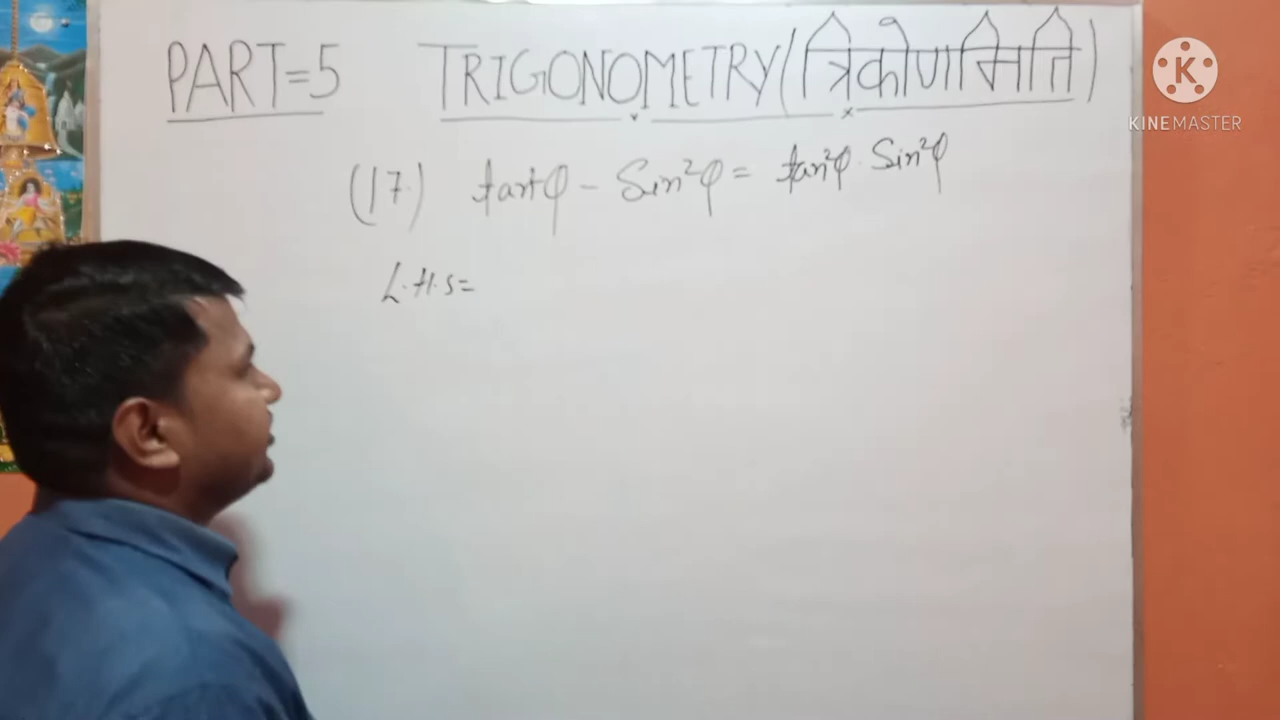 PART=5 TRIGONOMETRY (त्रिकोणमिति)
(17.) tan²φ - Sin²φ = tan²φ. Sin²φ
L.H.S=
K
KINEMASTER